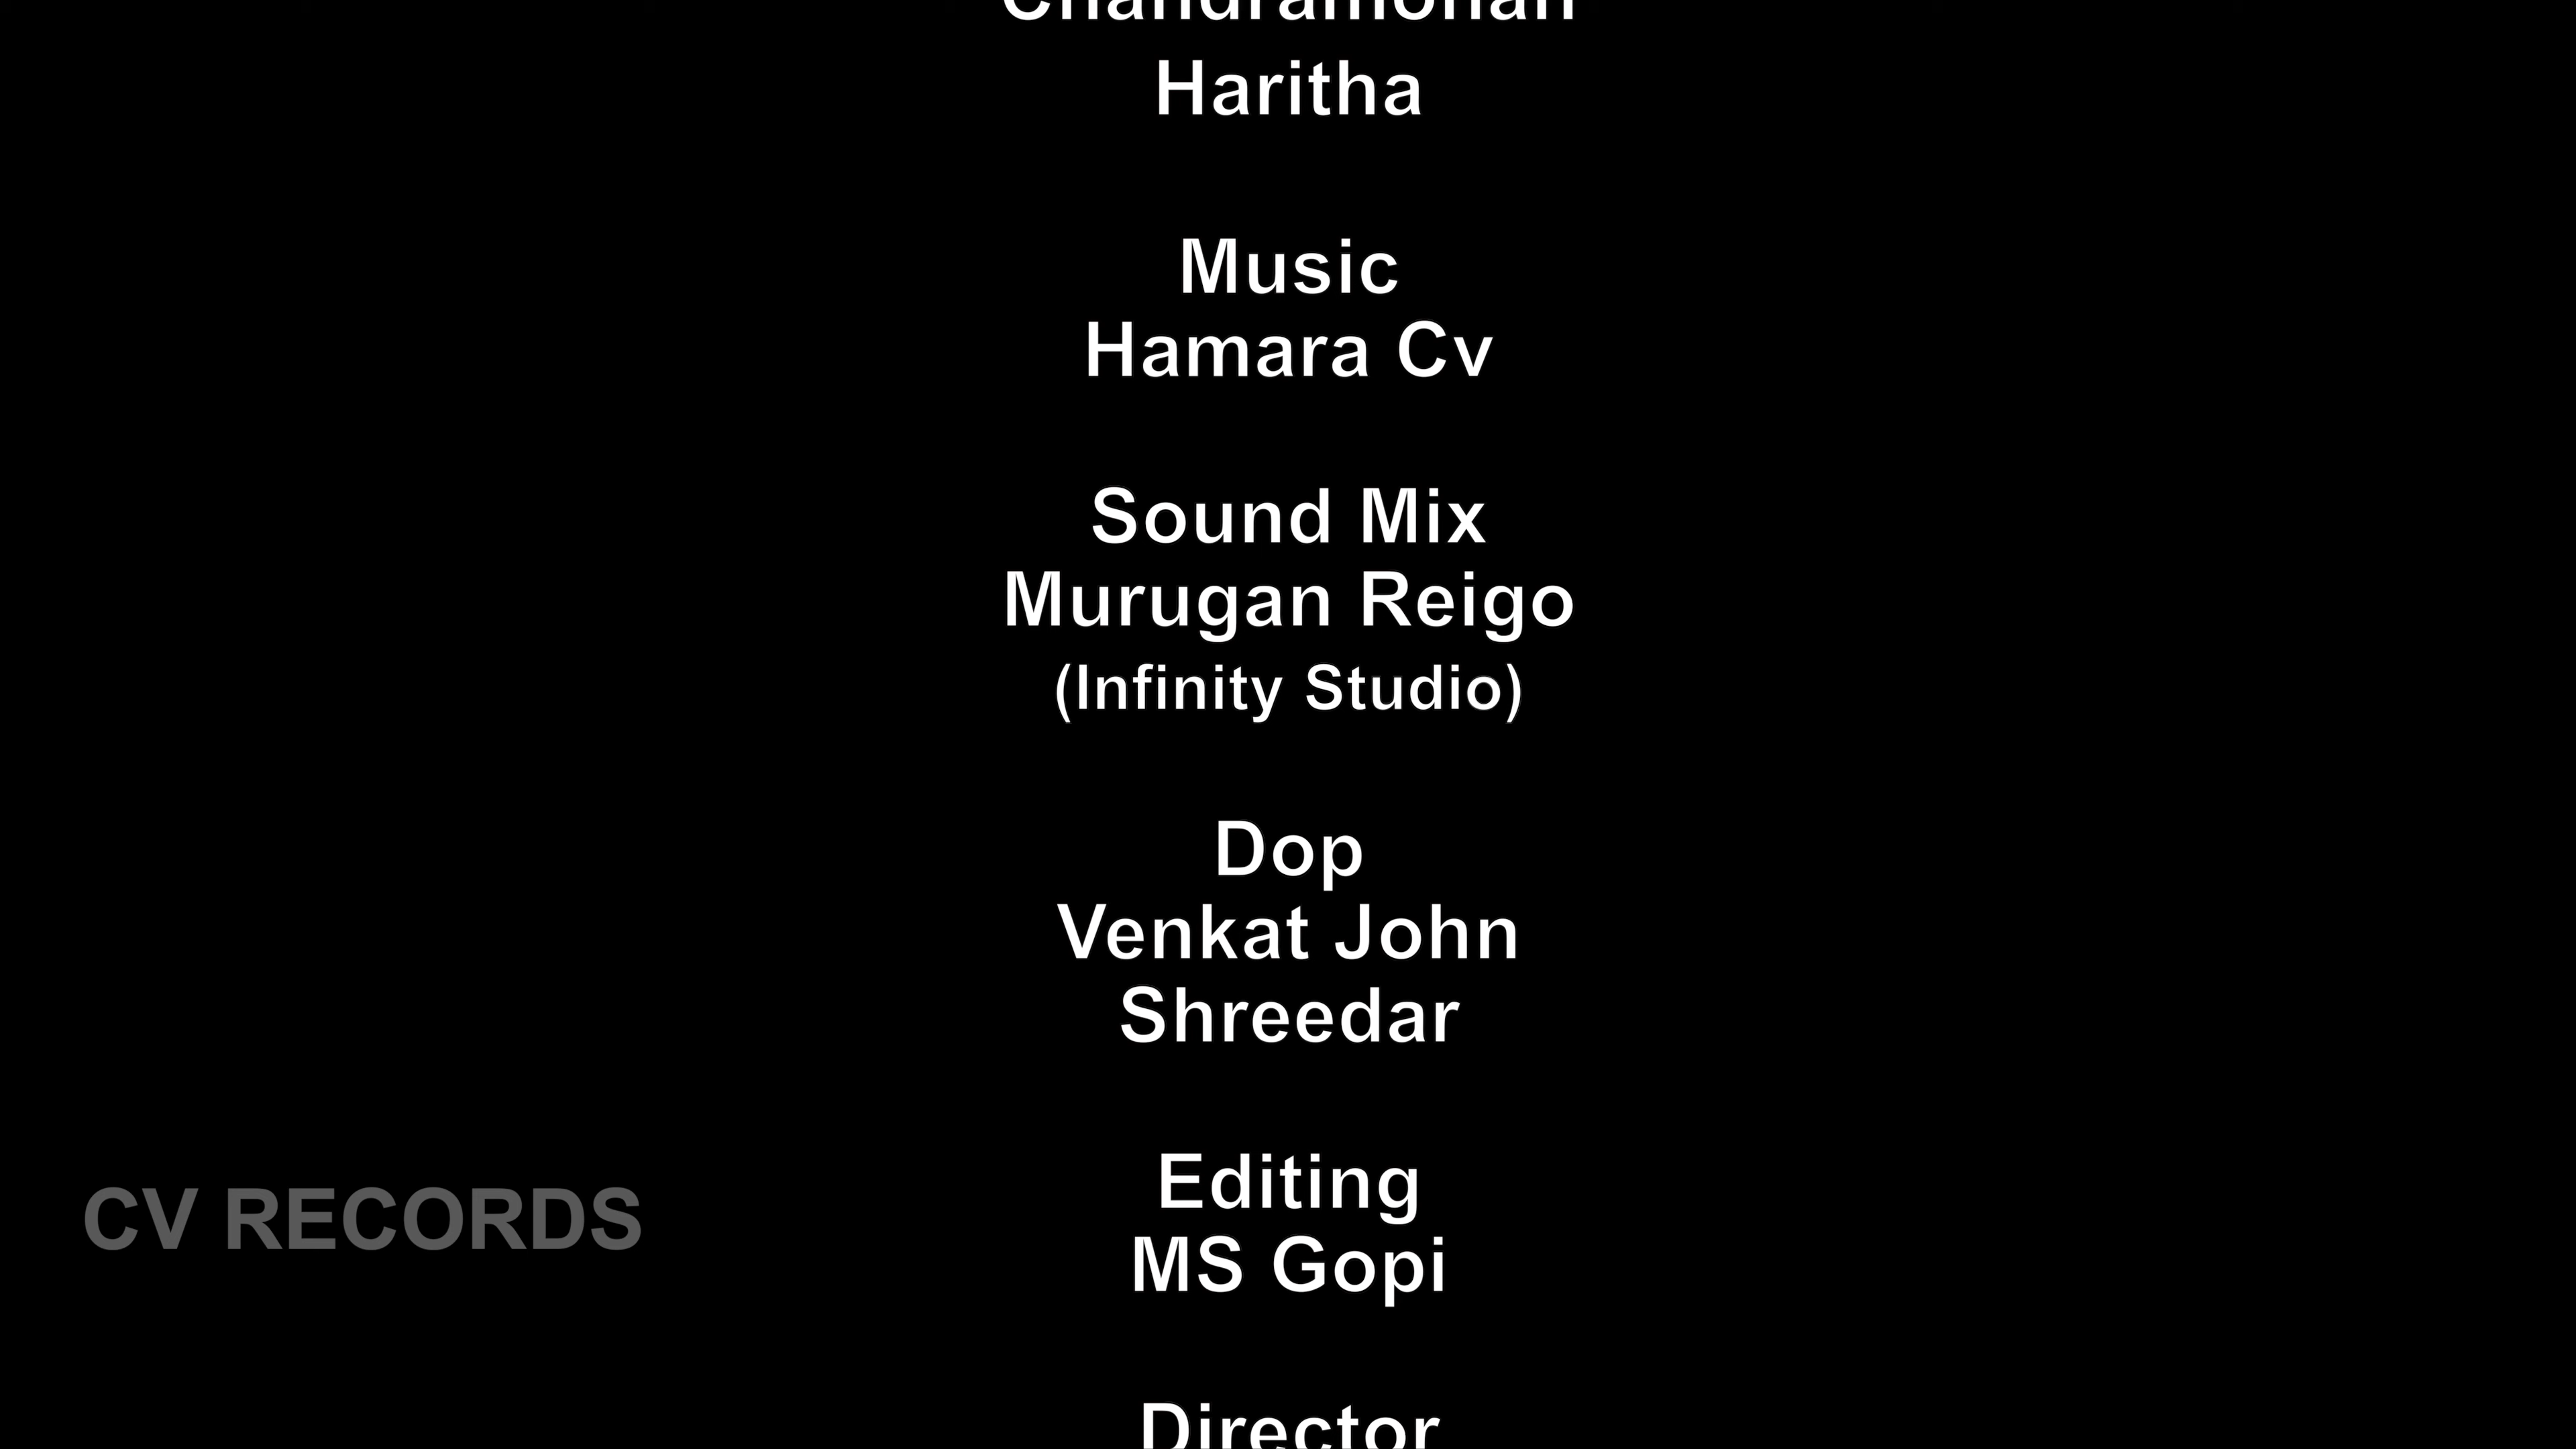 Chandramohan
Haritha
Music
Hamara Cv
Sound Mix
Murugan Reigo
(Infinity Studio)
Dop
Venkat John
Shreedar
Editing
MS Gopi
CV RECORDS
Director